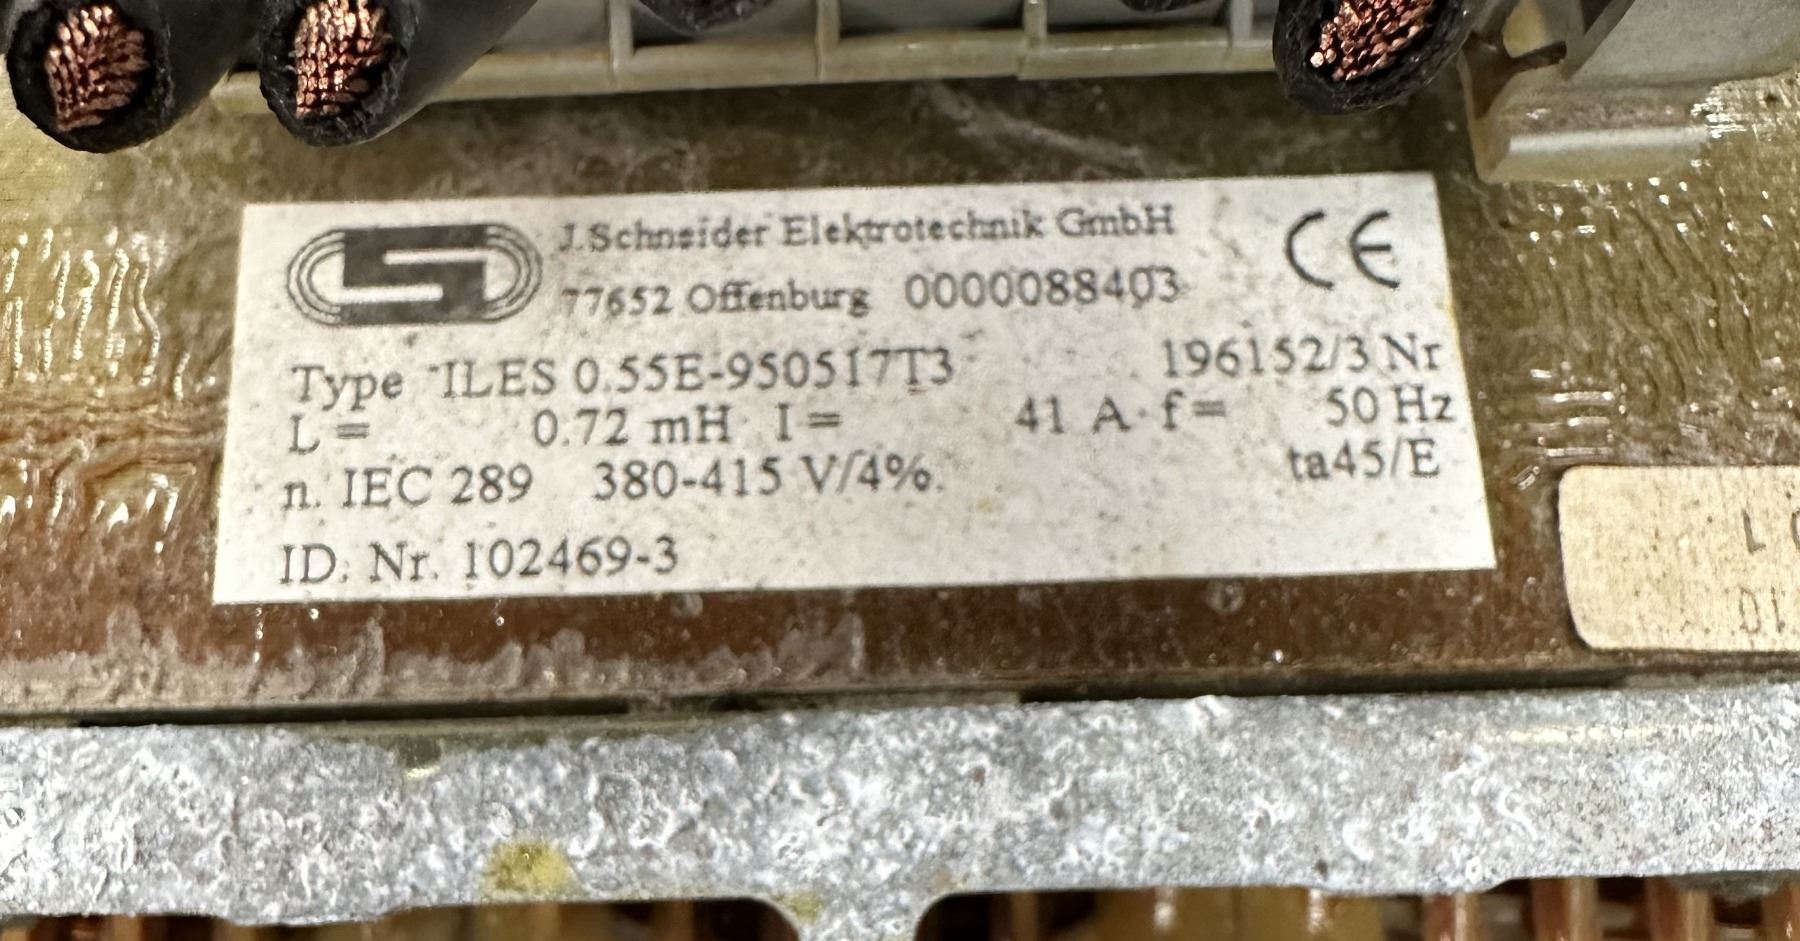 J.Schneider Elektrotechnik GmbH
77652 Offenburg 0000088403
CE
Type ILES 0.55E-950517T3 196152/3 Nr
L = 0.72 mH I = 41 A f = 50 Hz
n. IEC 289 380-415 V/4% ta45/E
ID. Nr. 102469-3